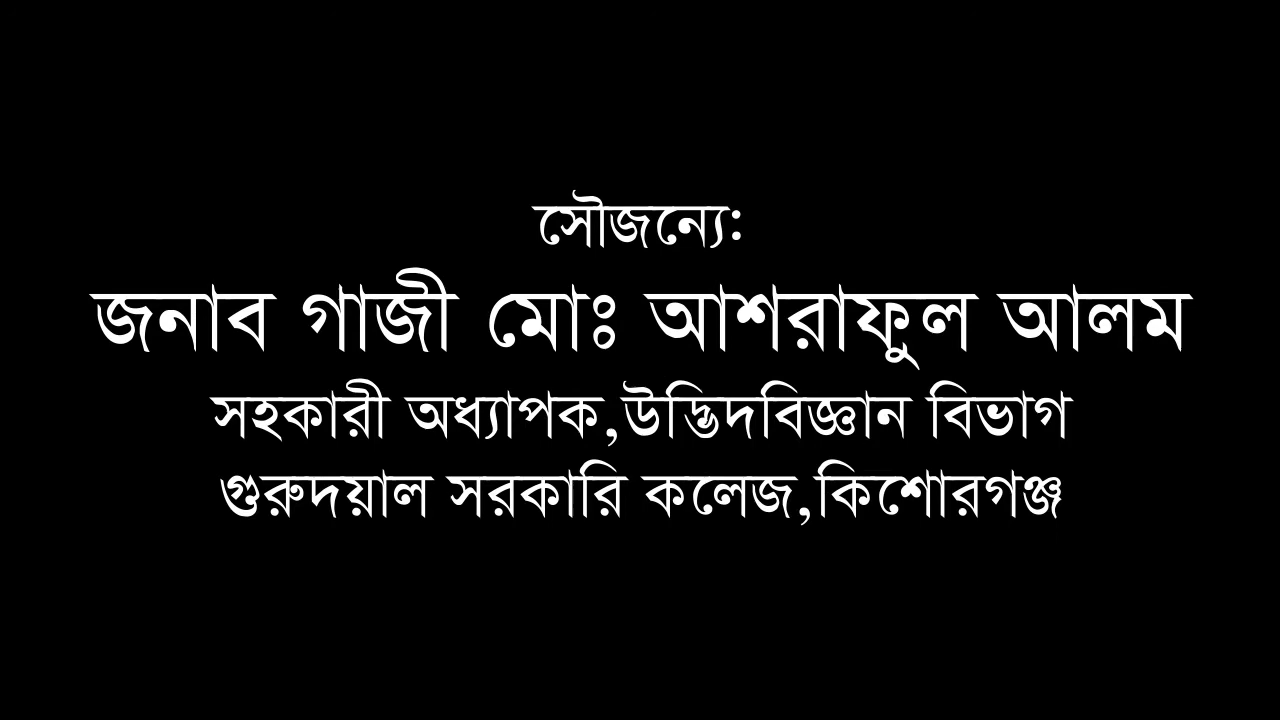 সৌজন্যে:
জনাব গাজী মোঃ আশরাফুল আলম
সহকারী অধ্যাপক,উদ্ভিদবিজ্ঞান বিভাগ
গুরুদয়াল সরকারি কলেজ,কিশোরগঞ্জ